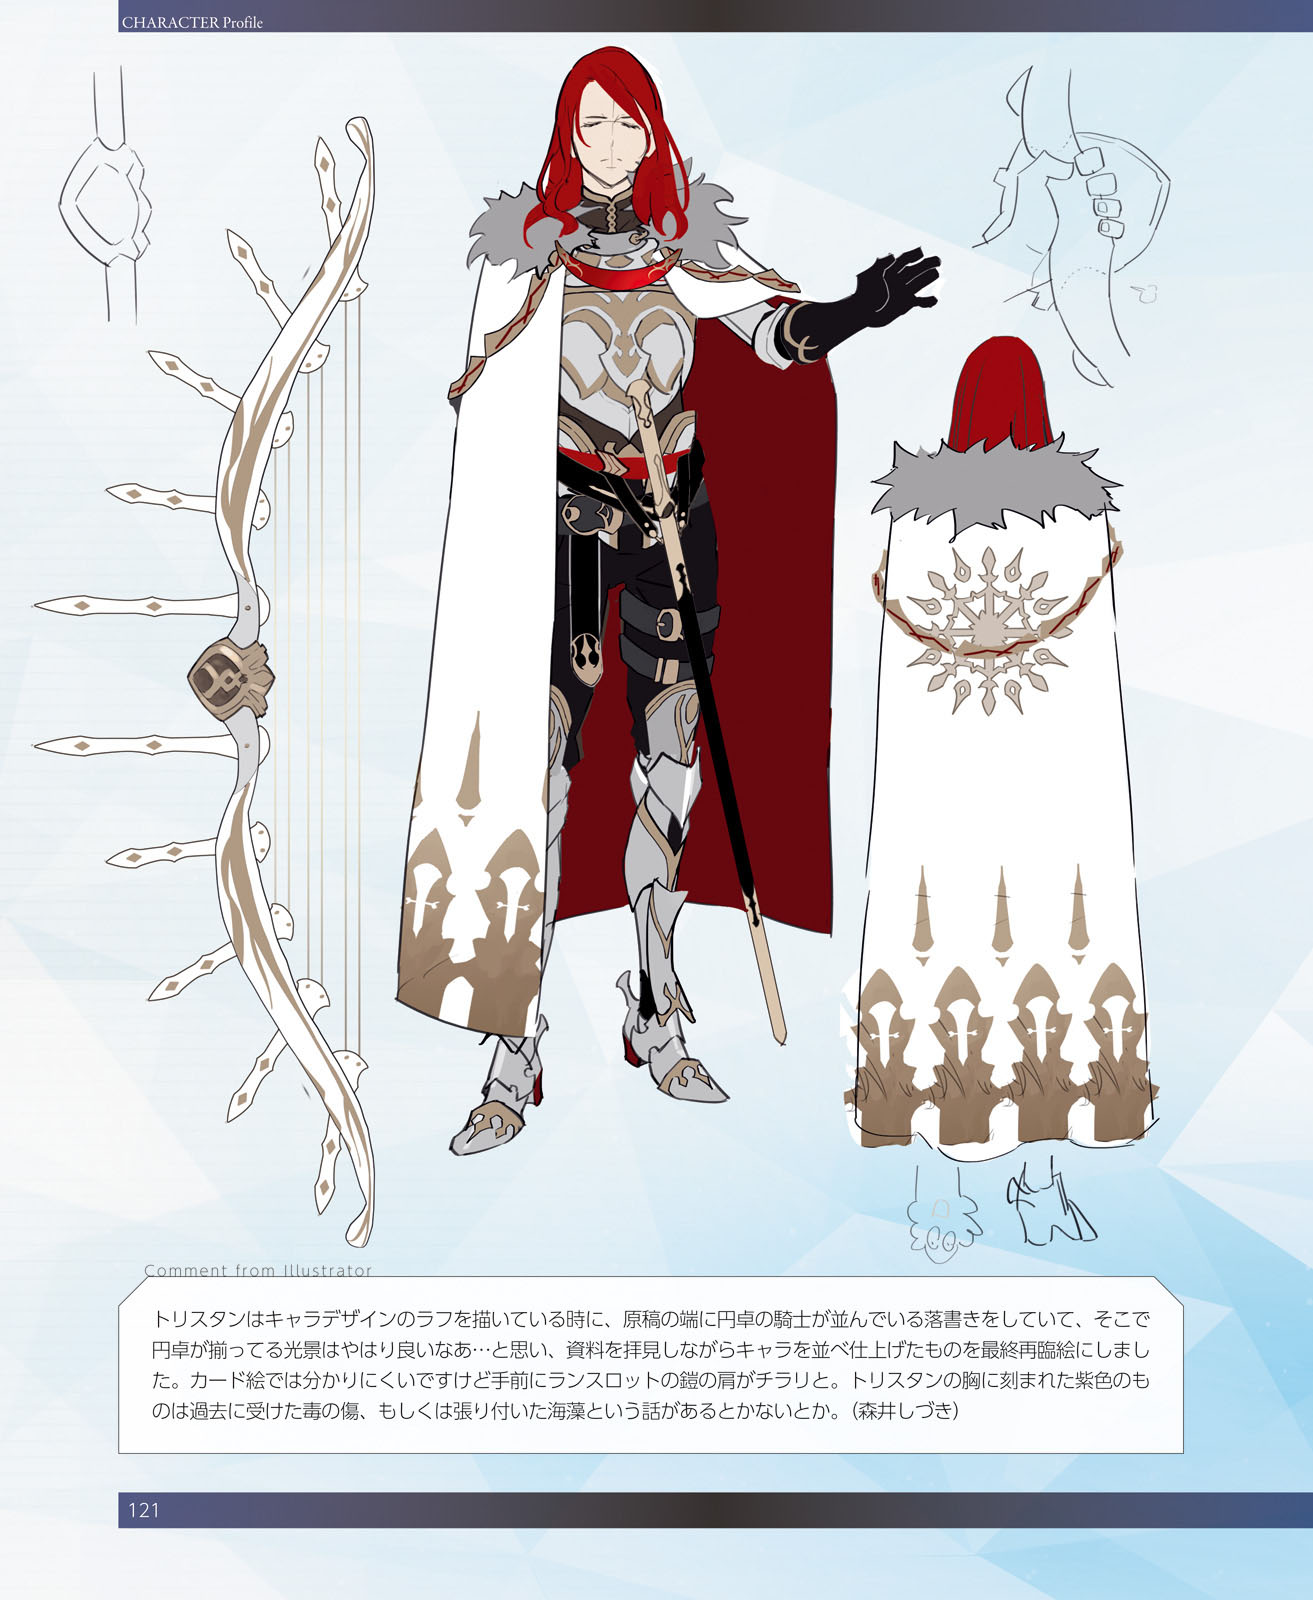 CHARACTER Profile
Comment from Illustrator
トリスタンはキャラデザインのラフを描いている時に、原稿の端に円卓の騎士が並んでいる落書きをしていて、そこで
円卓が揃ってる光景はやはり良いなあ…と思い、資料を拝見しながらキャラを並べ仕上げたものを最終再臨絵にしまし
た。カード絵では分かりにくいですけど手前にランスロットの鎧の肩がチラリと。トリスタンの胸に刻まれた紫色のも
のは過去に受けた毒の傷、もしくは張り付いた海藻という話があるとかないとか。（森井しづき）
121